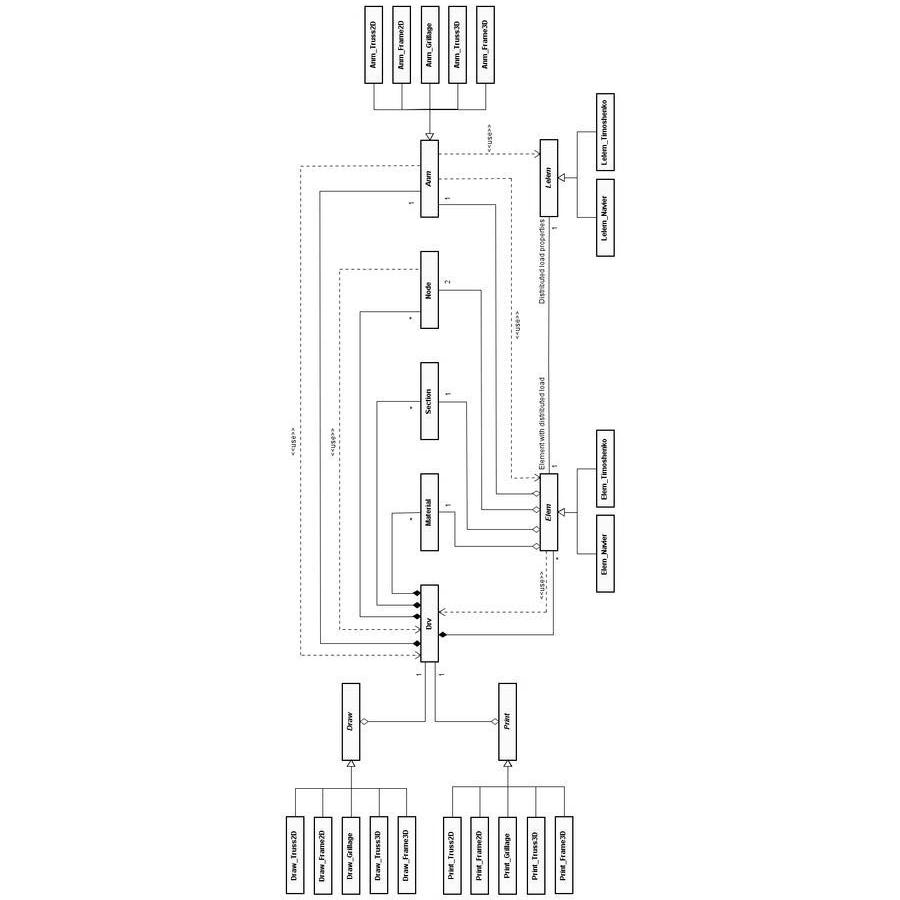 Draw_Truss2D
<<use>>
Draw_Frame2D
<<use>>
Draw_Grillage
Draw
Draw_Truss3D
Anm_Truss2D
Draw_Frame3D
Anm_Frame2D
*
*
*
1
1
Drv
Material
Section
Node
Anm
Anm_Grillage
1
1
1
2
1
Print_Truss2D
Anm_Truss3D
Print_Frame2D
Anm_Frame3D
<<use>>
Print_Grillage
Print
<<use>>
Print_Truss3D
<<use>>
Element with distributed load
Distributed load properties
Elem
Lelem
*
1
1
Print_Frame3D
Elem_Navier
Elem_Timoshenko
Lelem_Navier
Lelem_Timoshenko